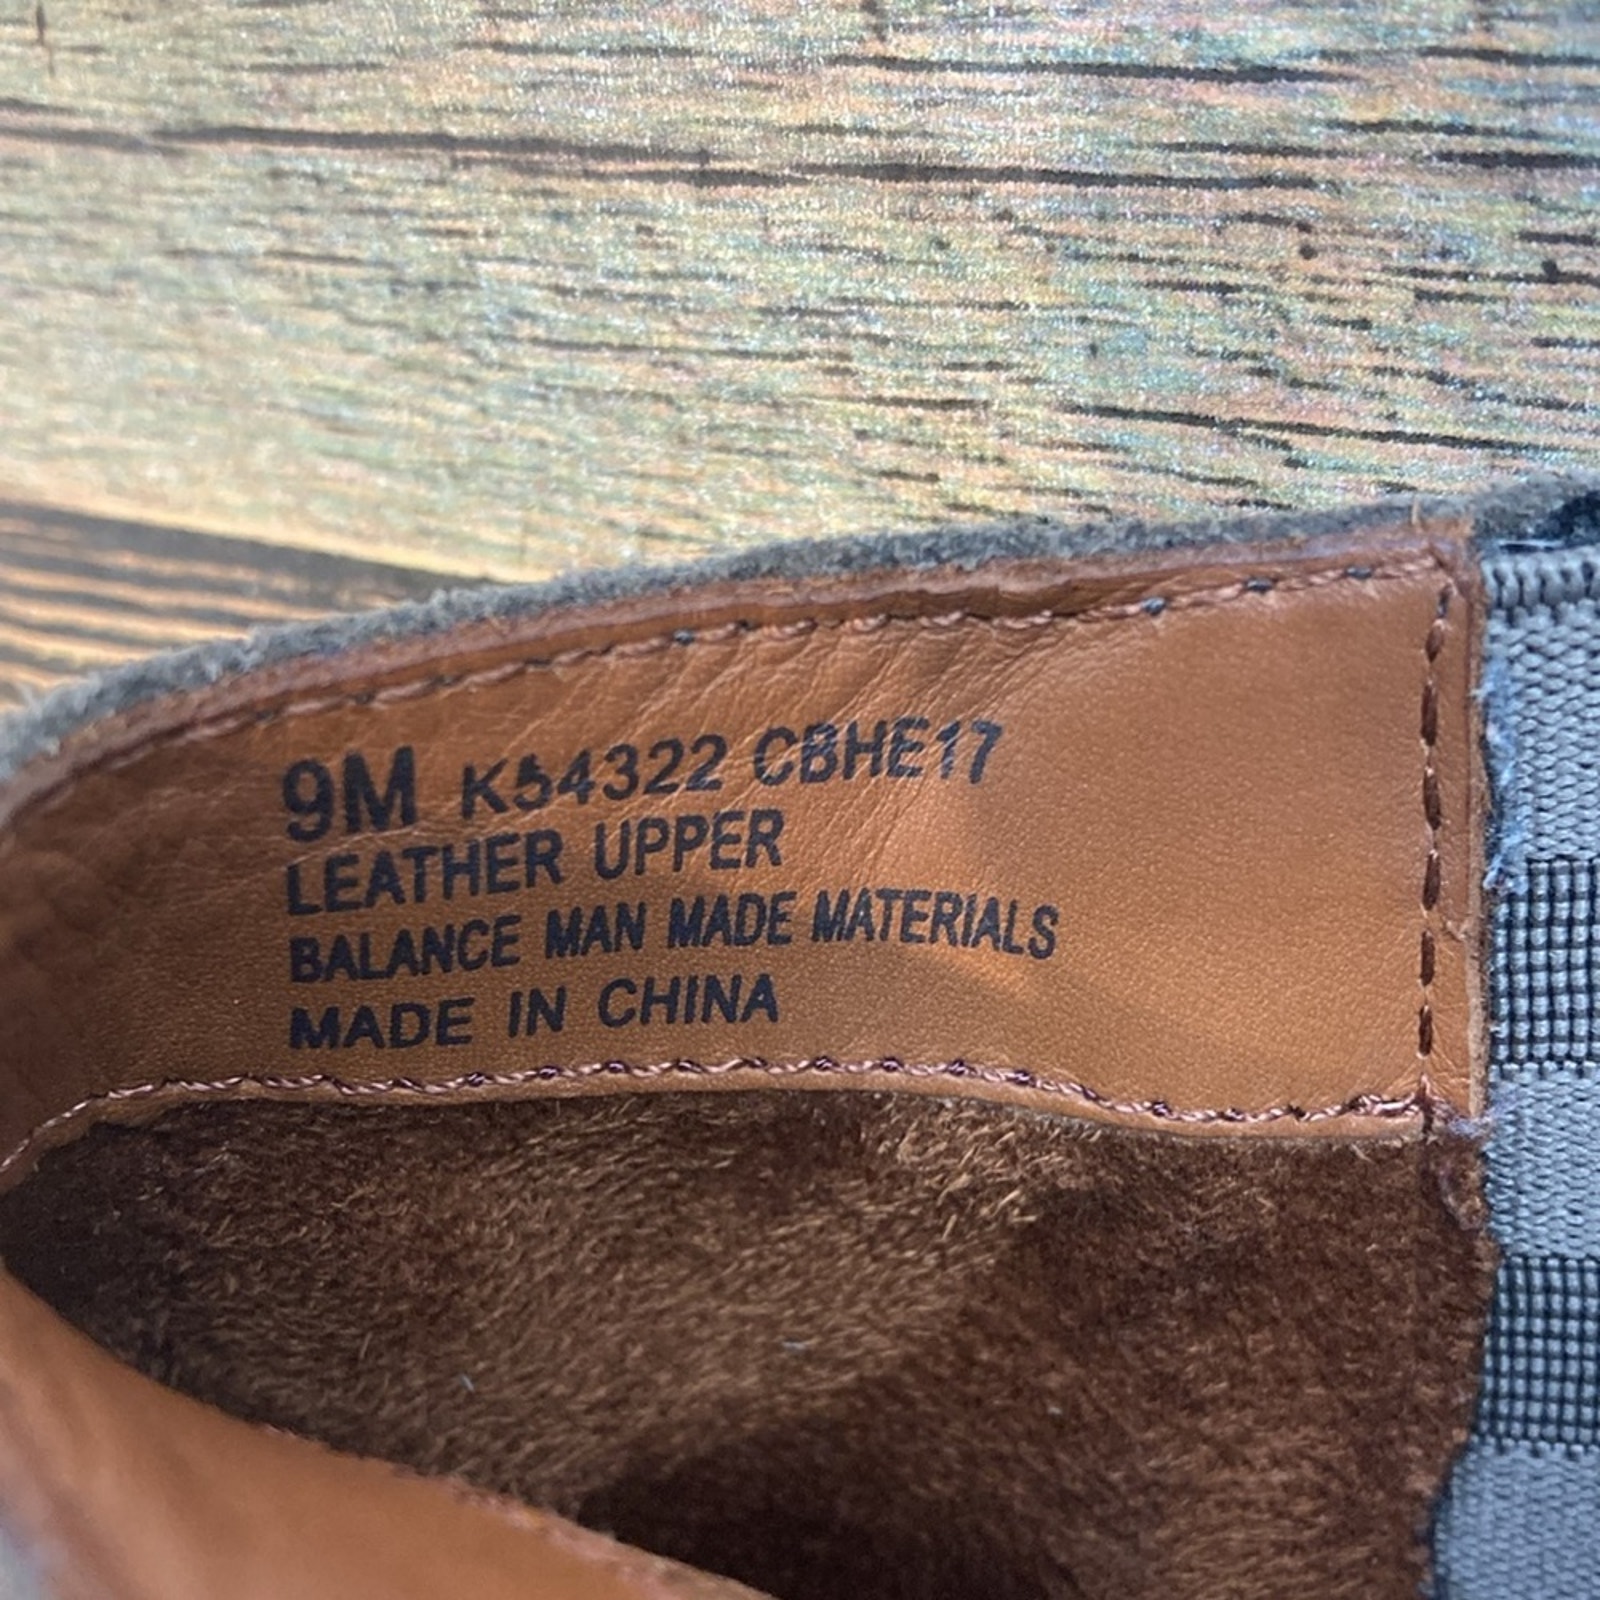 9M K54322 CBHE17
LEATHER UPPER
BALANCE MAN MADE MATERIALS
MADE IN CHINA